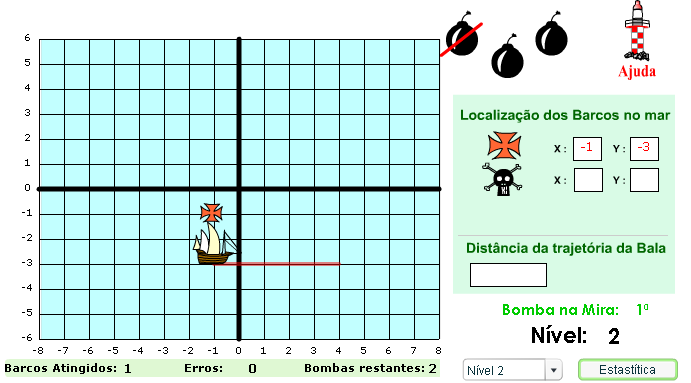 Ajuda
Localização dos Barcos no mar
X: -1 Y: -3
X: Y:
Distância da trajetória da Bala
Bomba na Mira: 1ª
Nível: 2
6
5
4
3
2
1
0
-1
-2
-3
-4
-5
-6
-8 -7 -6 -5 -4 -3 -2 -1 0 1 2 3 4 5 6 7 8
Barcos Atingidos: 1 Erros: 0 Bombas restantes: 2
Nível 2
Estastítica